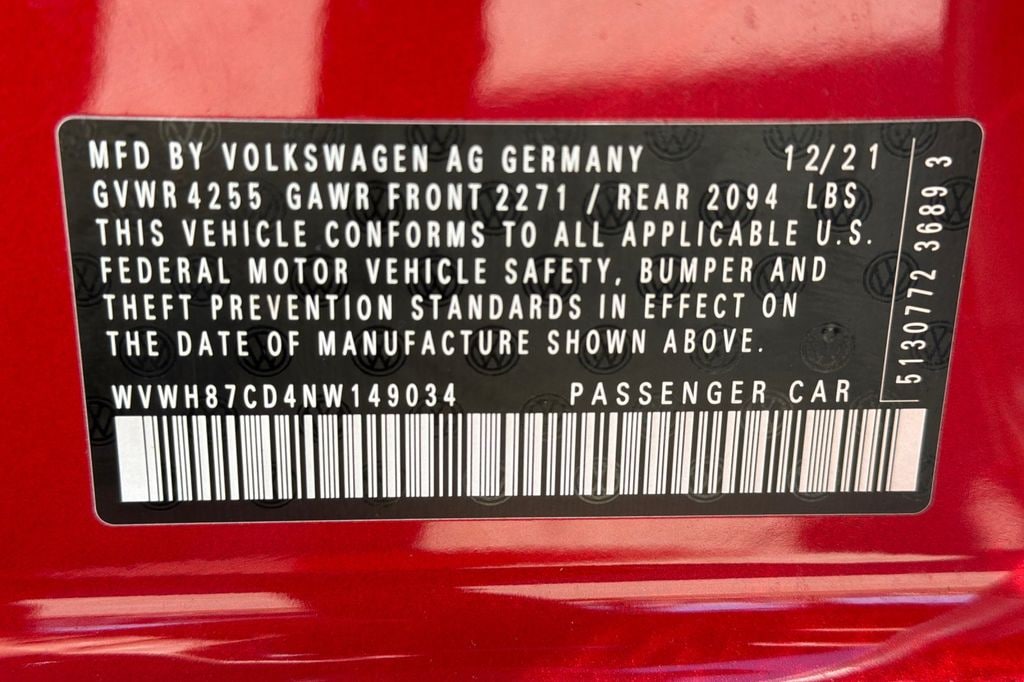 MFD BY VOLKSWAGEN AG GERMANY 12/21
GVWR 4255 GAWR FRONT 2271 / REAR 2094 LBS
THIS VEHICLE CONFORMS TO ALL APPLICABLE U.S.
FEDERAL MOTOR VEHICLE SAFETY, BUMPER AND
THEFT PREVENTION STANDARDS IN EFFECT ON
THE DATE OF MANUFACTURE SHOWN ABOVE.
WVWH87CD4NW149034 PASSENGER CAR
5130772 3689 3